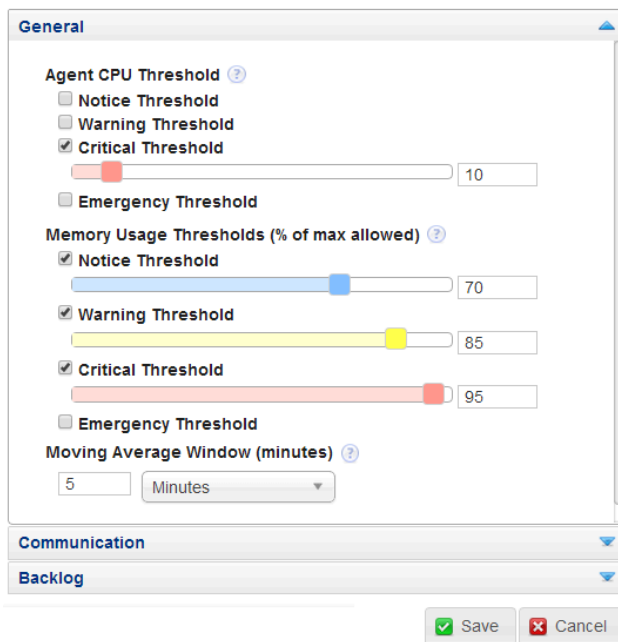 General
Agent CPU Threshold ?
Notice Threshold
Warning Threshold
Critical Threshold
10
Emergency Threshold
Memory Usage Thresholds (% of max allowed) ?
Notice Threshold
70
Warning Threshold
85
Critical Threshold
95
Emergency Threshold
Moving Average Window (minutes) ?
5 Minutes
Communication
Backlog
Save Cancel